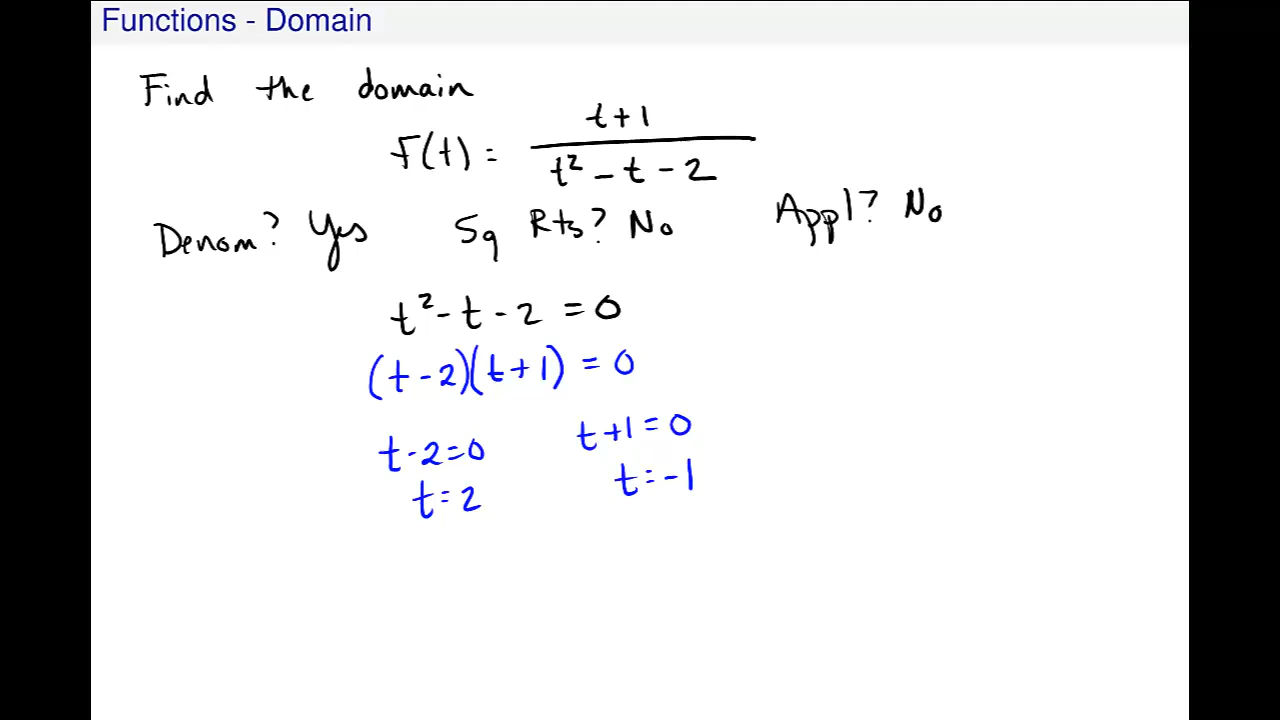 Functions - Domain
Find the domain
F(t) = t+1 / t² - t - 2
Denom? Yes Sq Rts? No Appl? No
t² - t - 2 = 0
(t - 2)(t + 1) = 0
t - 2 = 0 t + 1 = 0
t = 2 t = -1